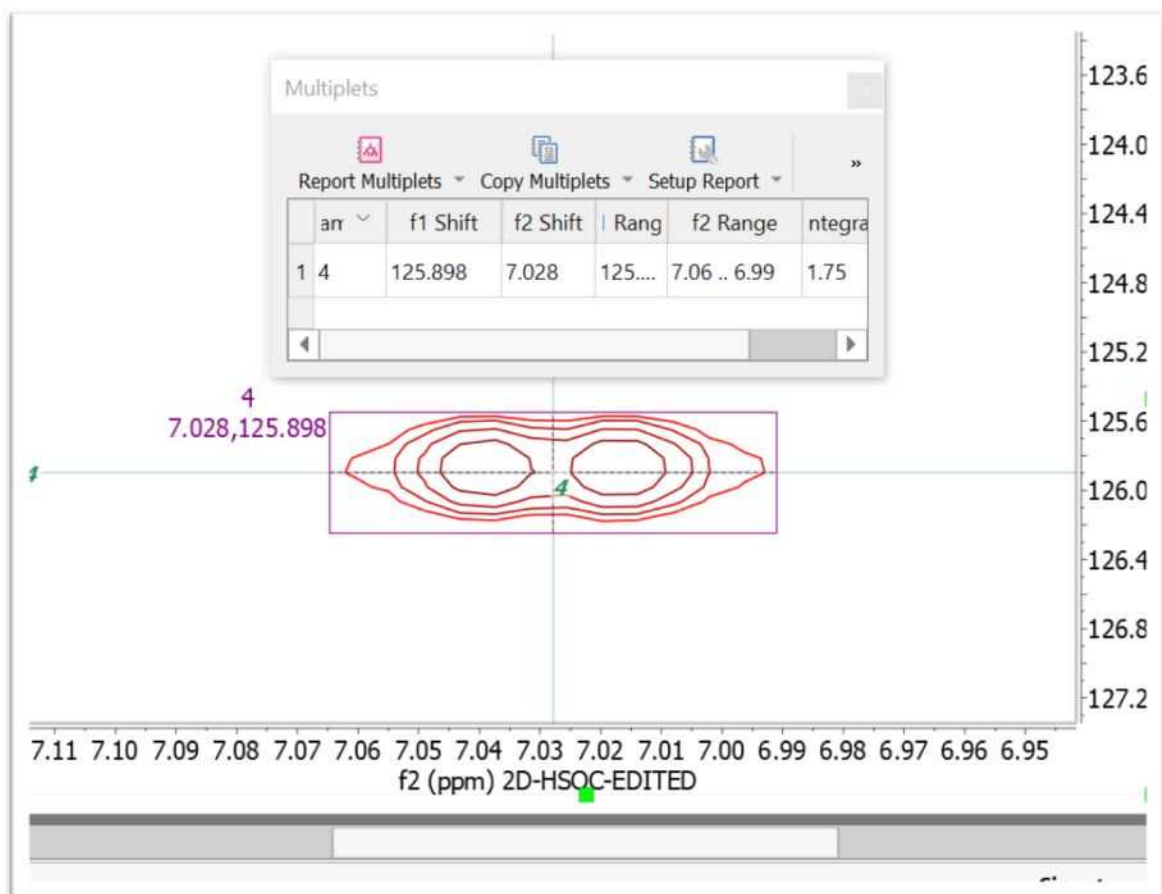 Multiplets
Report Multiplets Copy Multiplets Setup Report »
am f1 Shift f2 Shift Rang f2 Range ntegra
1 4 125.898 7.028 125.... 7.06 .. 6.99 1.75
4
7.028,125.898
4
4
123.6
124.0
124.4
124.8
125.2
125.6
126.0
126.4
126.8
127.2
7.11 7.10 7.09 7.08 7.07 7.06 7.05 7.04 7.03 7.02 7.01 7.00 6.99 6.98 6.97 6.96 6.95
f2 (ppm) 2D-HSQC-EDITED